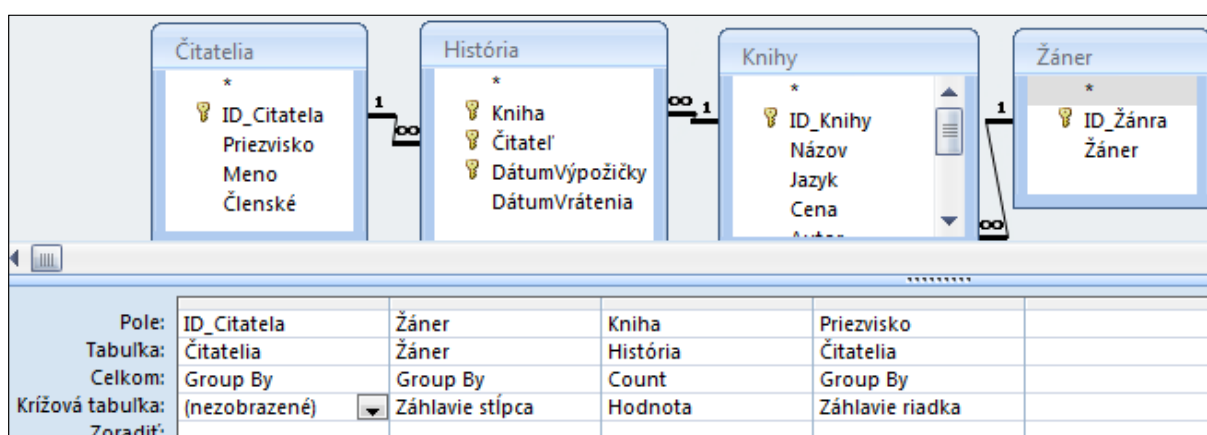 Čitatelia
*
ID_Citatela
Priezvisko
Meno
Členské
1
∞
História
*
Kniha
Čitateľ
DátumVýpožičky
DátumVrátenia
∞ 1
Knihy
*
ID_Knihy
Názov
Jazyk
Cena
Autor
1
∞
Žáner
*
ID_Žánra
Žáner
Pole: ID_Citatela Žáner Kniha Priezvisko
Tabuľka: Čitatelia Žáner História Čitatelia
Celkom: Group By Group By Count Group By
Krížová tabuľka: (nezobrazené) Záhlavie stĺpca Hodnota Záhlavie riadka
Zoradiť: